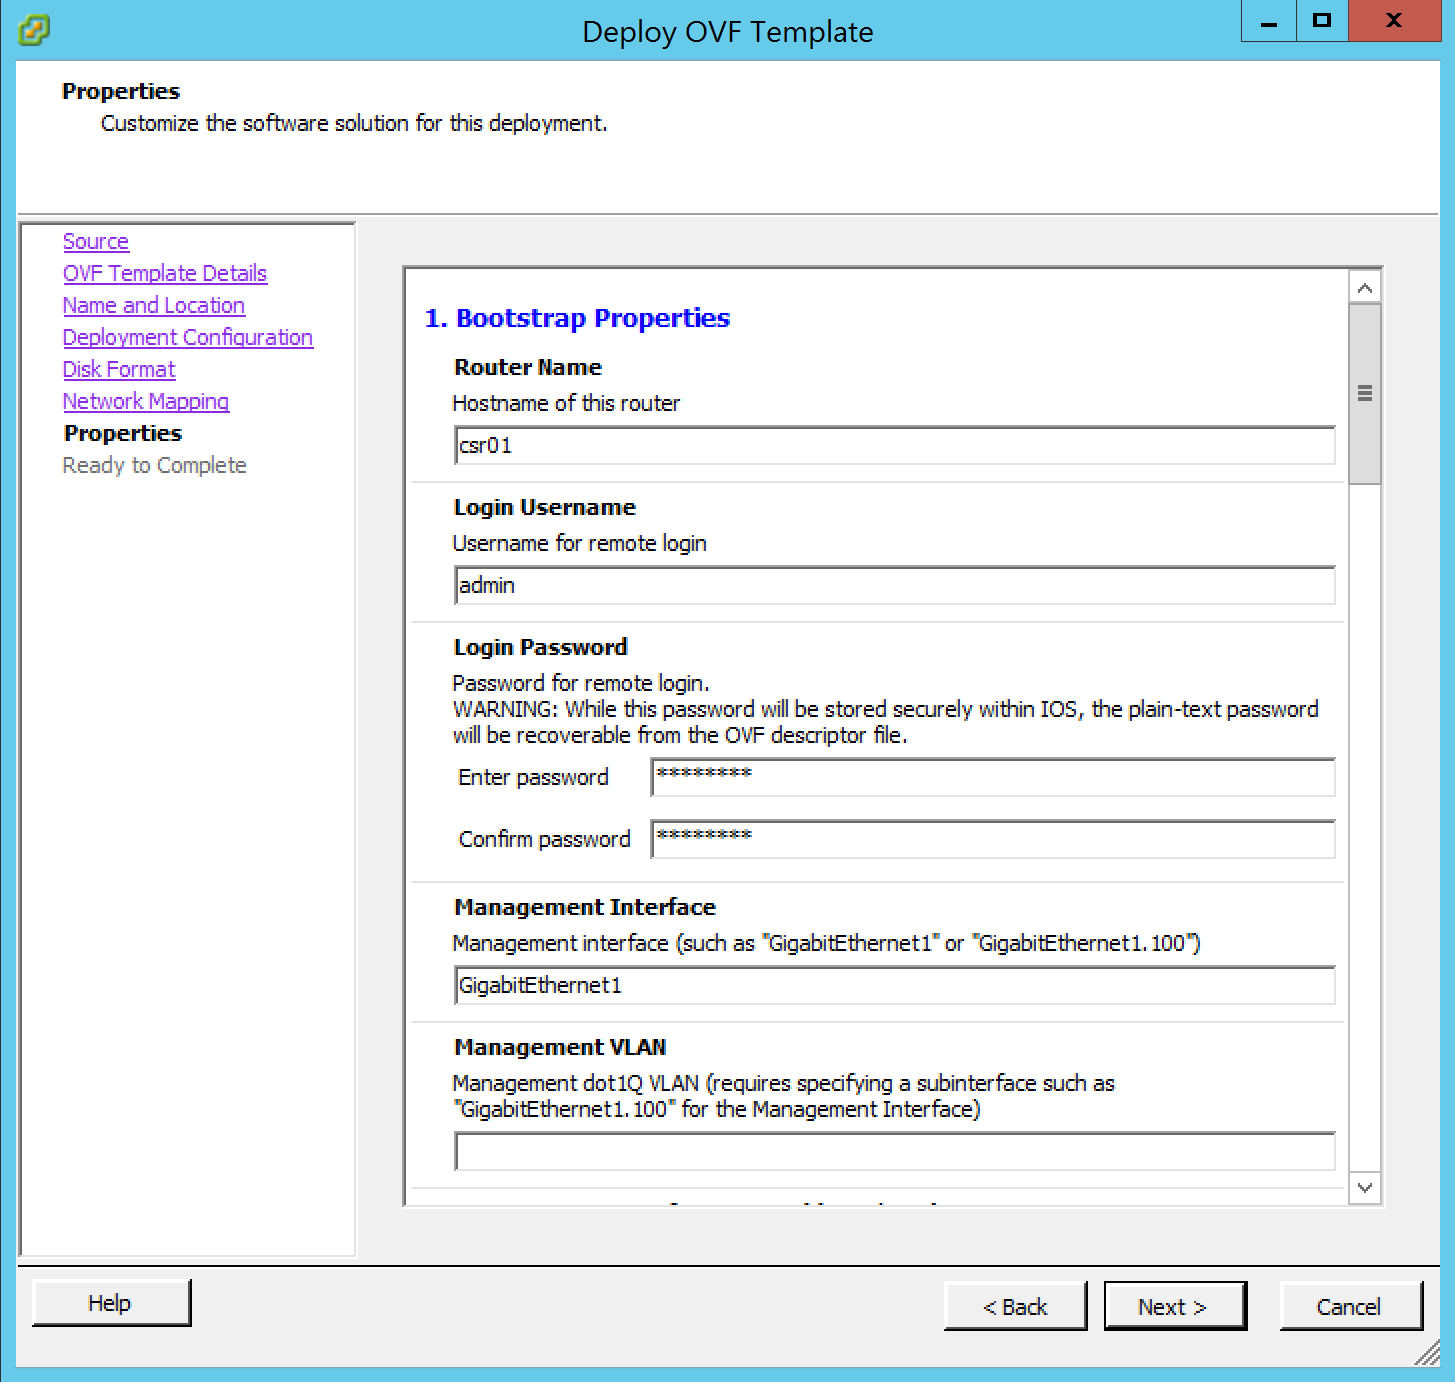 Deploy OVF Template
Properties
Customize the software solution for this deployment.
Source
OVF Template Details
Name and Location
Deployment Configuration
Disk Format
Network Mapping
Properties
Ready to Complete
1. Bootstrap Properties
Router Name
Hostname of this router
csr01
Login Username
Username for remote login
admin
Login Password
Password for remote login.
WARNING: While this password will be stored securely within IOS, the plain-text password
will be recoverable from the OVF descriptor file.
Enter password ********
Confirm password ********
Management Interface
Management interface (such as "GigabitEthernet1" or "GigabitEthernet1.100")
GigabitEthernet1
Management VLAN
Management dot1Q VLAN (requires specifying a subinterface such as
"GigabitEthernet1.100" for the Management Interface)
Help
< Back
Next >
Cancel